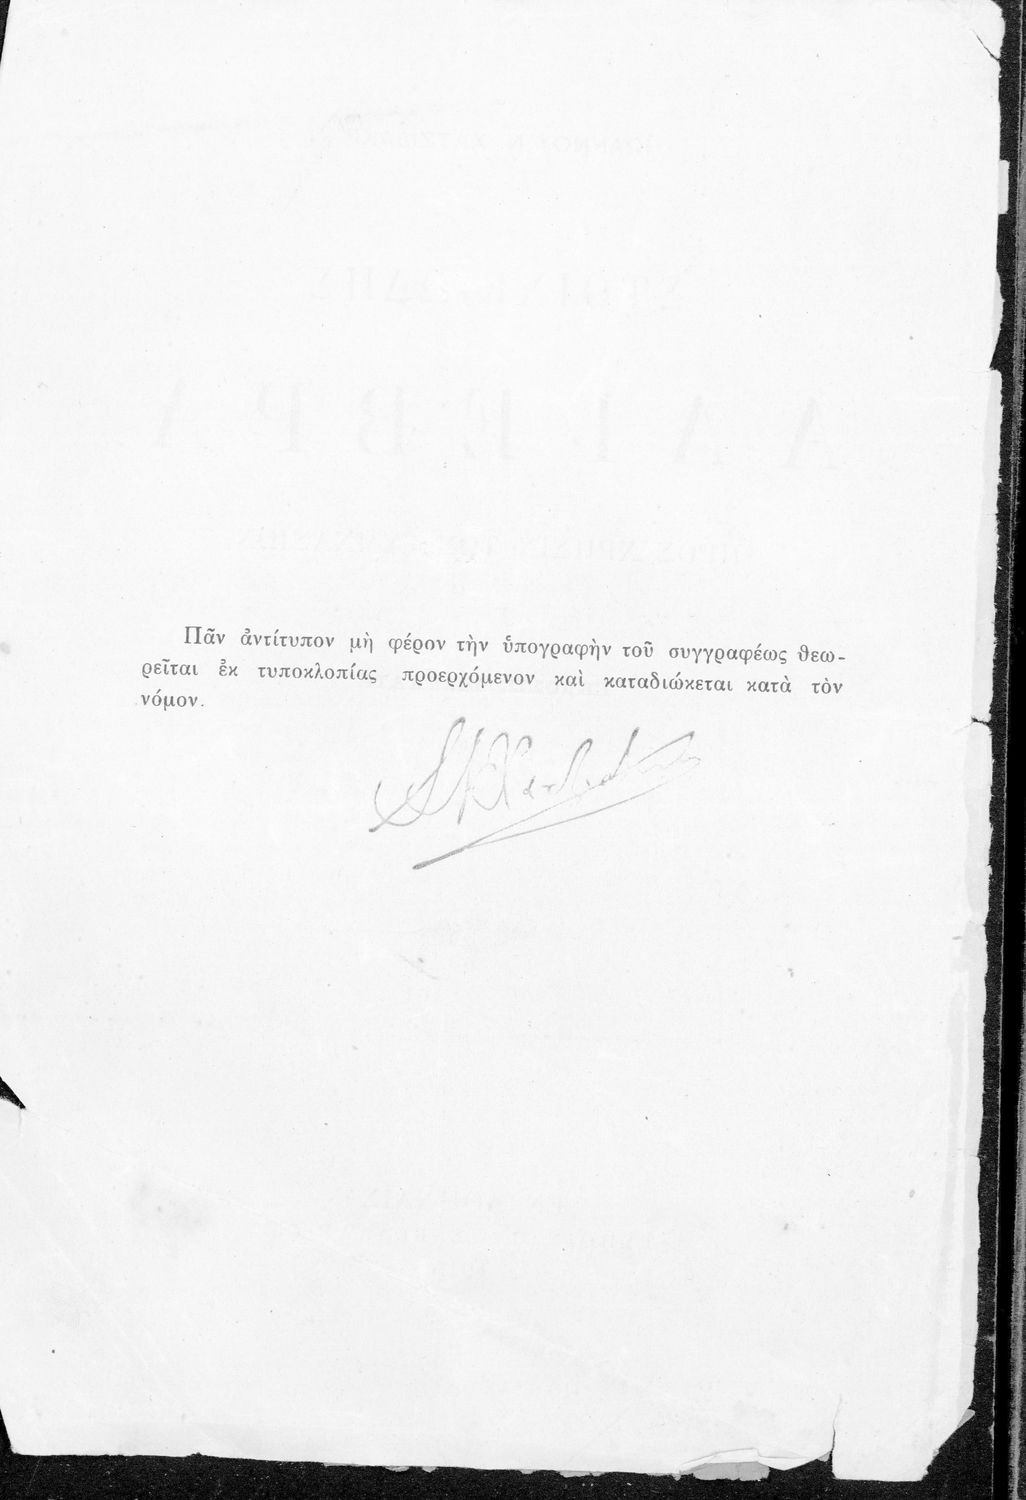 Πᾶν ἀντίτυπον μὴ φέρον τὴν ὑπογραφὴν τοῦ συγγραφέως θεω-
ρεῖται ἐκ τυποκλοπίας προερχόμενον καὶ καταδιώκεται κατὰ τὸν
νόμον.